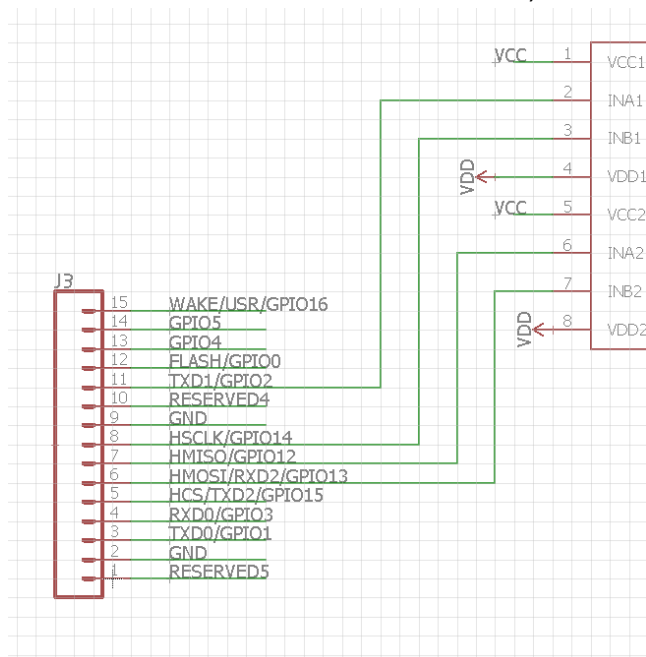 VCC 1 VCC1
2 INA1
3 INB1
VDD 4 VDD1
VCC 5 VCC2
6 INA2
7 INB2
VDD 8 VDD2
J3
15 WAKE/USR/GPIO16
14 GPIO5
13 GPIO4
12 FLASH/GPIO0
11 TXD1/GPIO2
10 RESERVED4
9 GND
8 HSCLK/GPIO14
7 HMISO/GPIO12
6 HMOSI/RXD2/GPIO13
5 HCS/TXD2/GPIO15
4 RXD0/GPIO3
3 TXD0/GPIO1
2 GND
1 RESERVED5